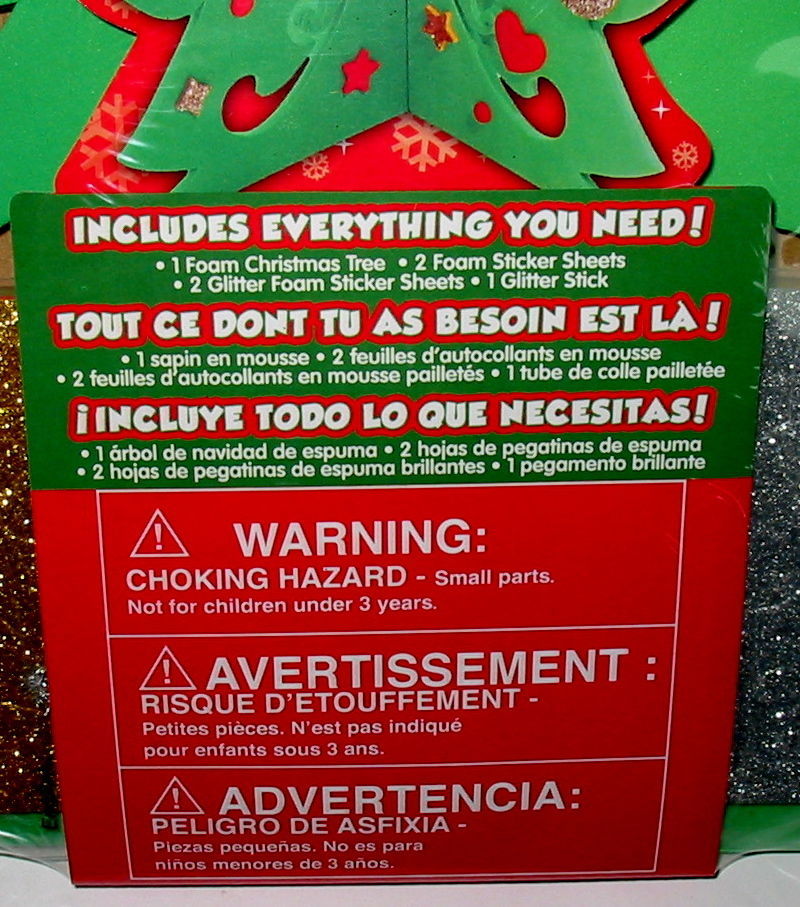 INCLUDES EVERYTHING YOU NEED!
• 1 Foam Christmas Tree • 2 Foam Sticker Sheets
• 2 Glitter Foam Sticker Sheets • 1 Glitter Stick
TOUT CE DONT TU AS BESOIN EST LÀ!
• 1 sapin en mousse • 2 feuilles d'autocollants en mousse
• 2 feuilles d'autocollants en mousse pailletés • 1 tube de colle pailletée
¡INCLUYE TODO LO QUE NECESITAS!
• 1 árbol de navidad de espuma • 2 hojas de pegatinas de espuma
• 2 hojas de pegatinas de espuma brillantes • 1 pegamento brillante
WARNING:
CHOKING HAZARD - Small parts.
Not for children under 3 years.
AVERTISSEMENT :
RISQUE D'ETOUFFEMENT -
Petites pièces. N'est pas indiqué
pour enfants sous 3 ans.
ADVERTENCIA:
PELIGRO DE ASFIXIA -
Piezas pequeñas. No es para
niños menores de 3 años.